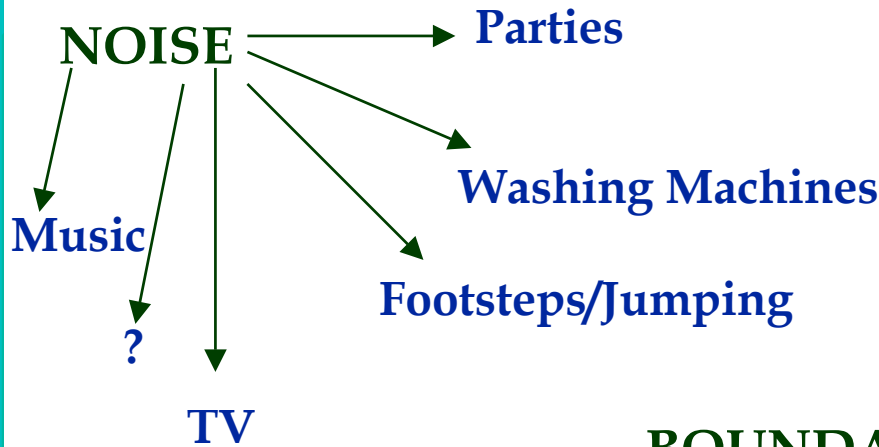 NOISE
Parties
Washing Machines
Music
Footsteps/Jumping
?
TV